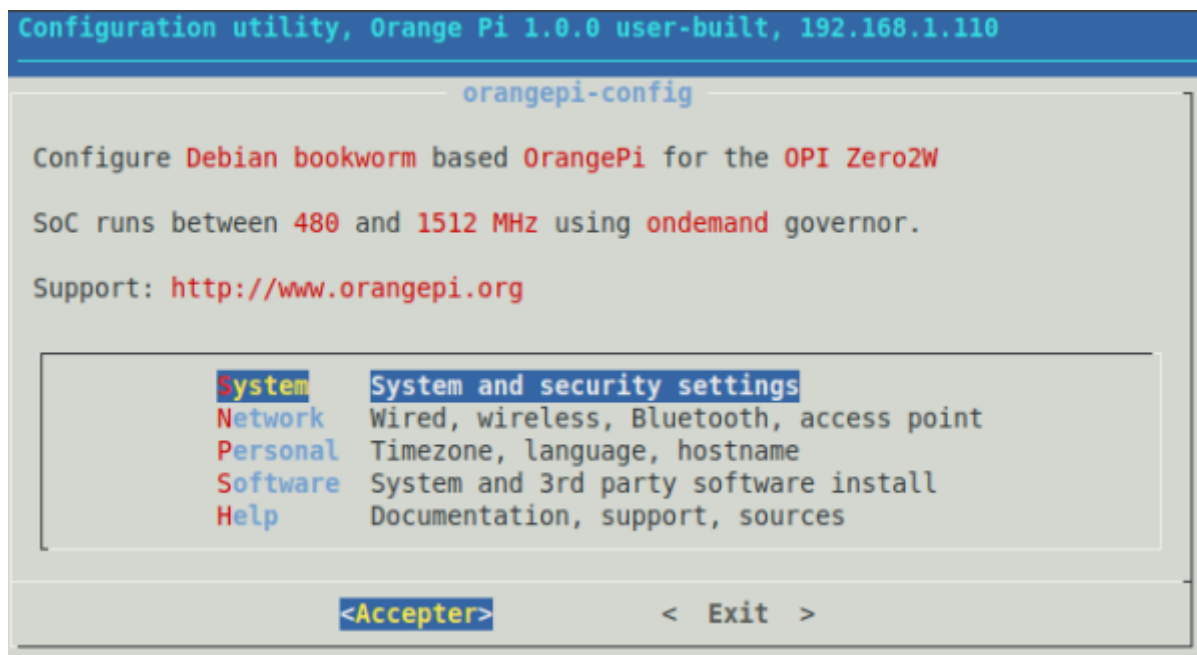 Configuration utility, Orange Pi 1.0.0 user-built, 192.168.1.110
orangepi-config
Configure Debian bookworm based OrangePi for the OPI Zero2W
SoC runs between 480 and 1512 MHz using ondemand governor.
Support: http://www.orangepi.org
System System and security settings
Network Wired, wireless, Bluetooth, access point
Personal Timezone, language, hostname
Software System and 3rd party software install
Help Documentation, support, sources
<Accepter> < Exit >